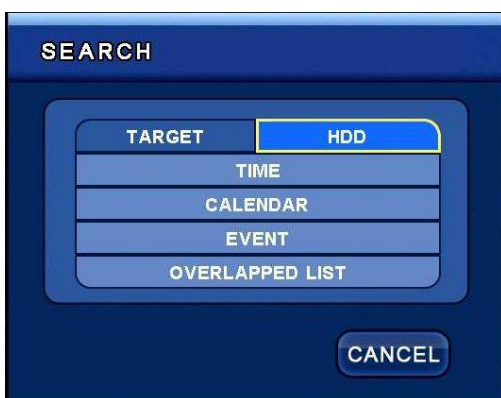 SEARCH
TARGET HDD
TIME
CALENDAR
EVENT
OVERLAPPED LIST
CANCEL